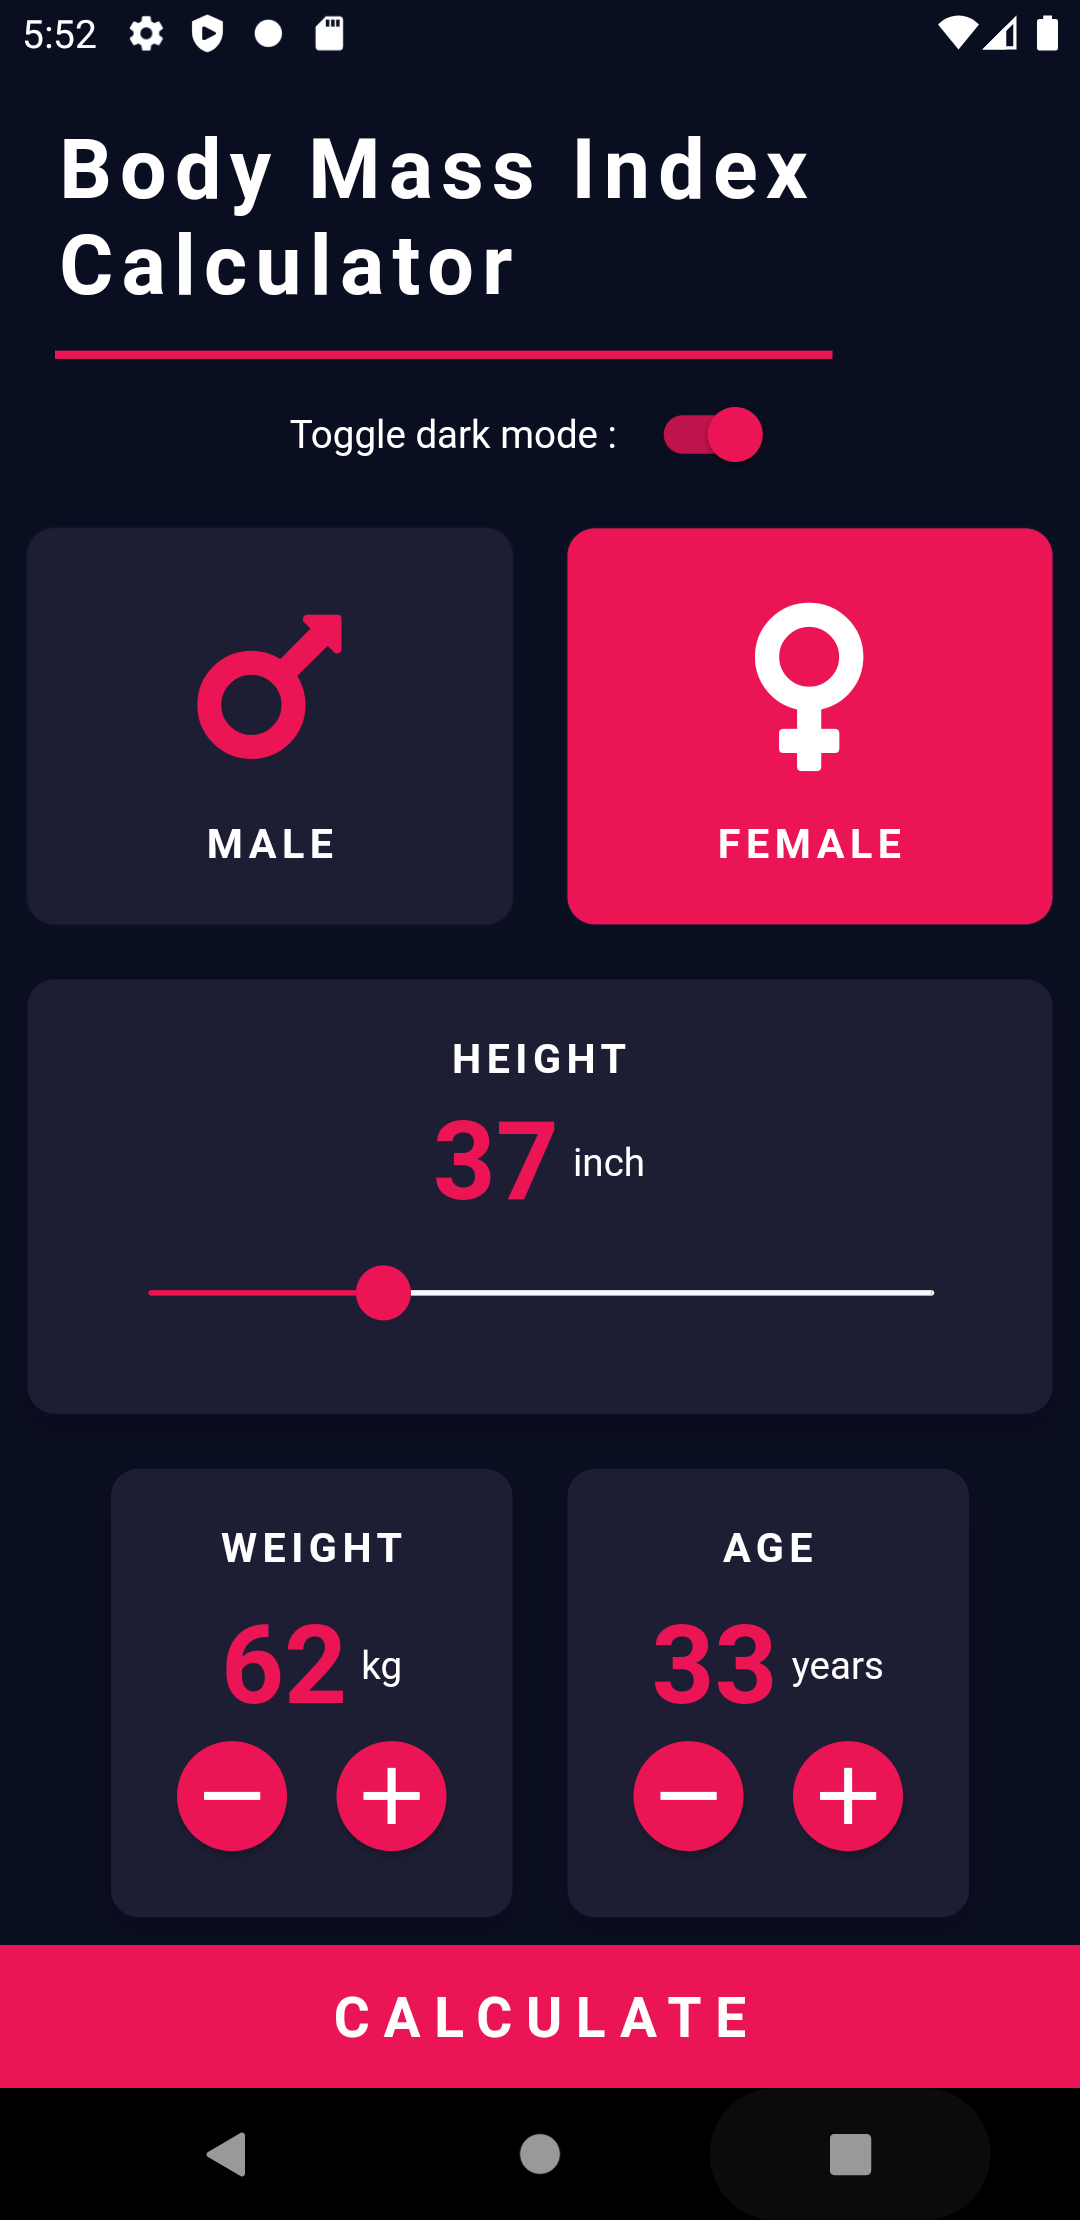 5:52
Body Mass Index
Calculator
Toggle dark mode :
MALE
FEMALE
HEIGHT
37 inch
WEIGHT
62 kg
AGE
33 years
CALCULATE